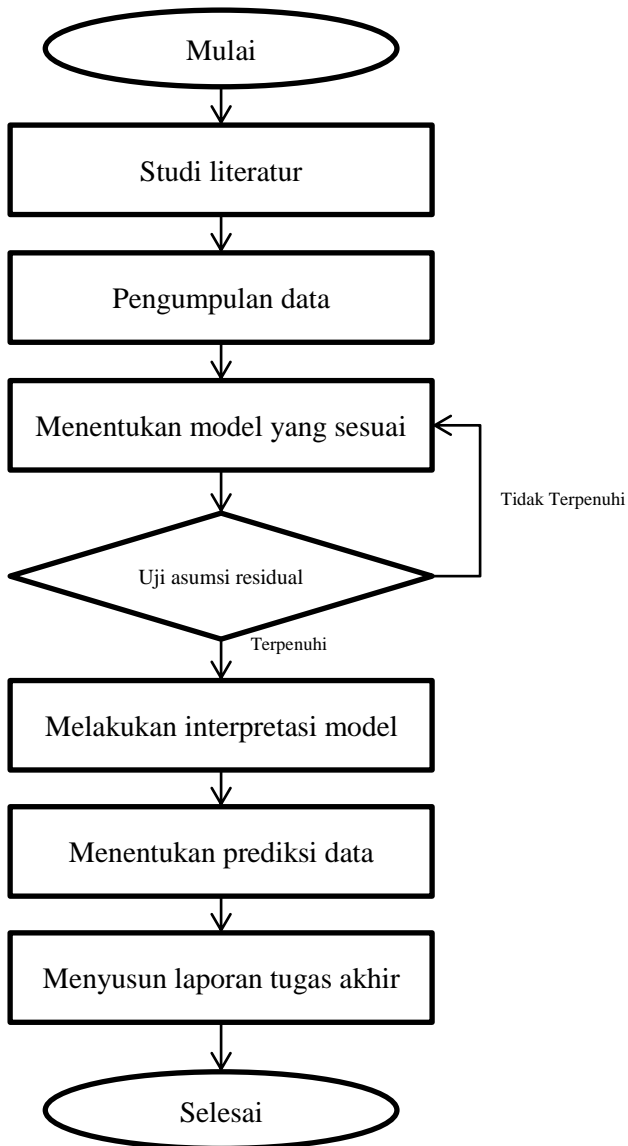 Mulai
Studi literatur
Pengumpulan data
Menentukan model yang sesuai
Tidak Terpenuhi
Uji asumsi residual
Terpenuhi
Melakukan interpretasi model
Menentukan prediksi data
Menyusun laporan tugas akhir
Selesai